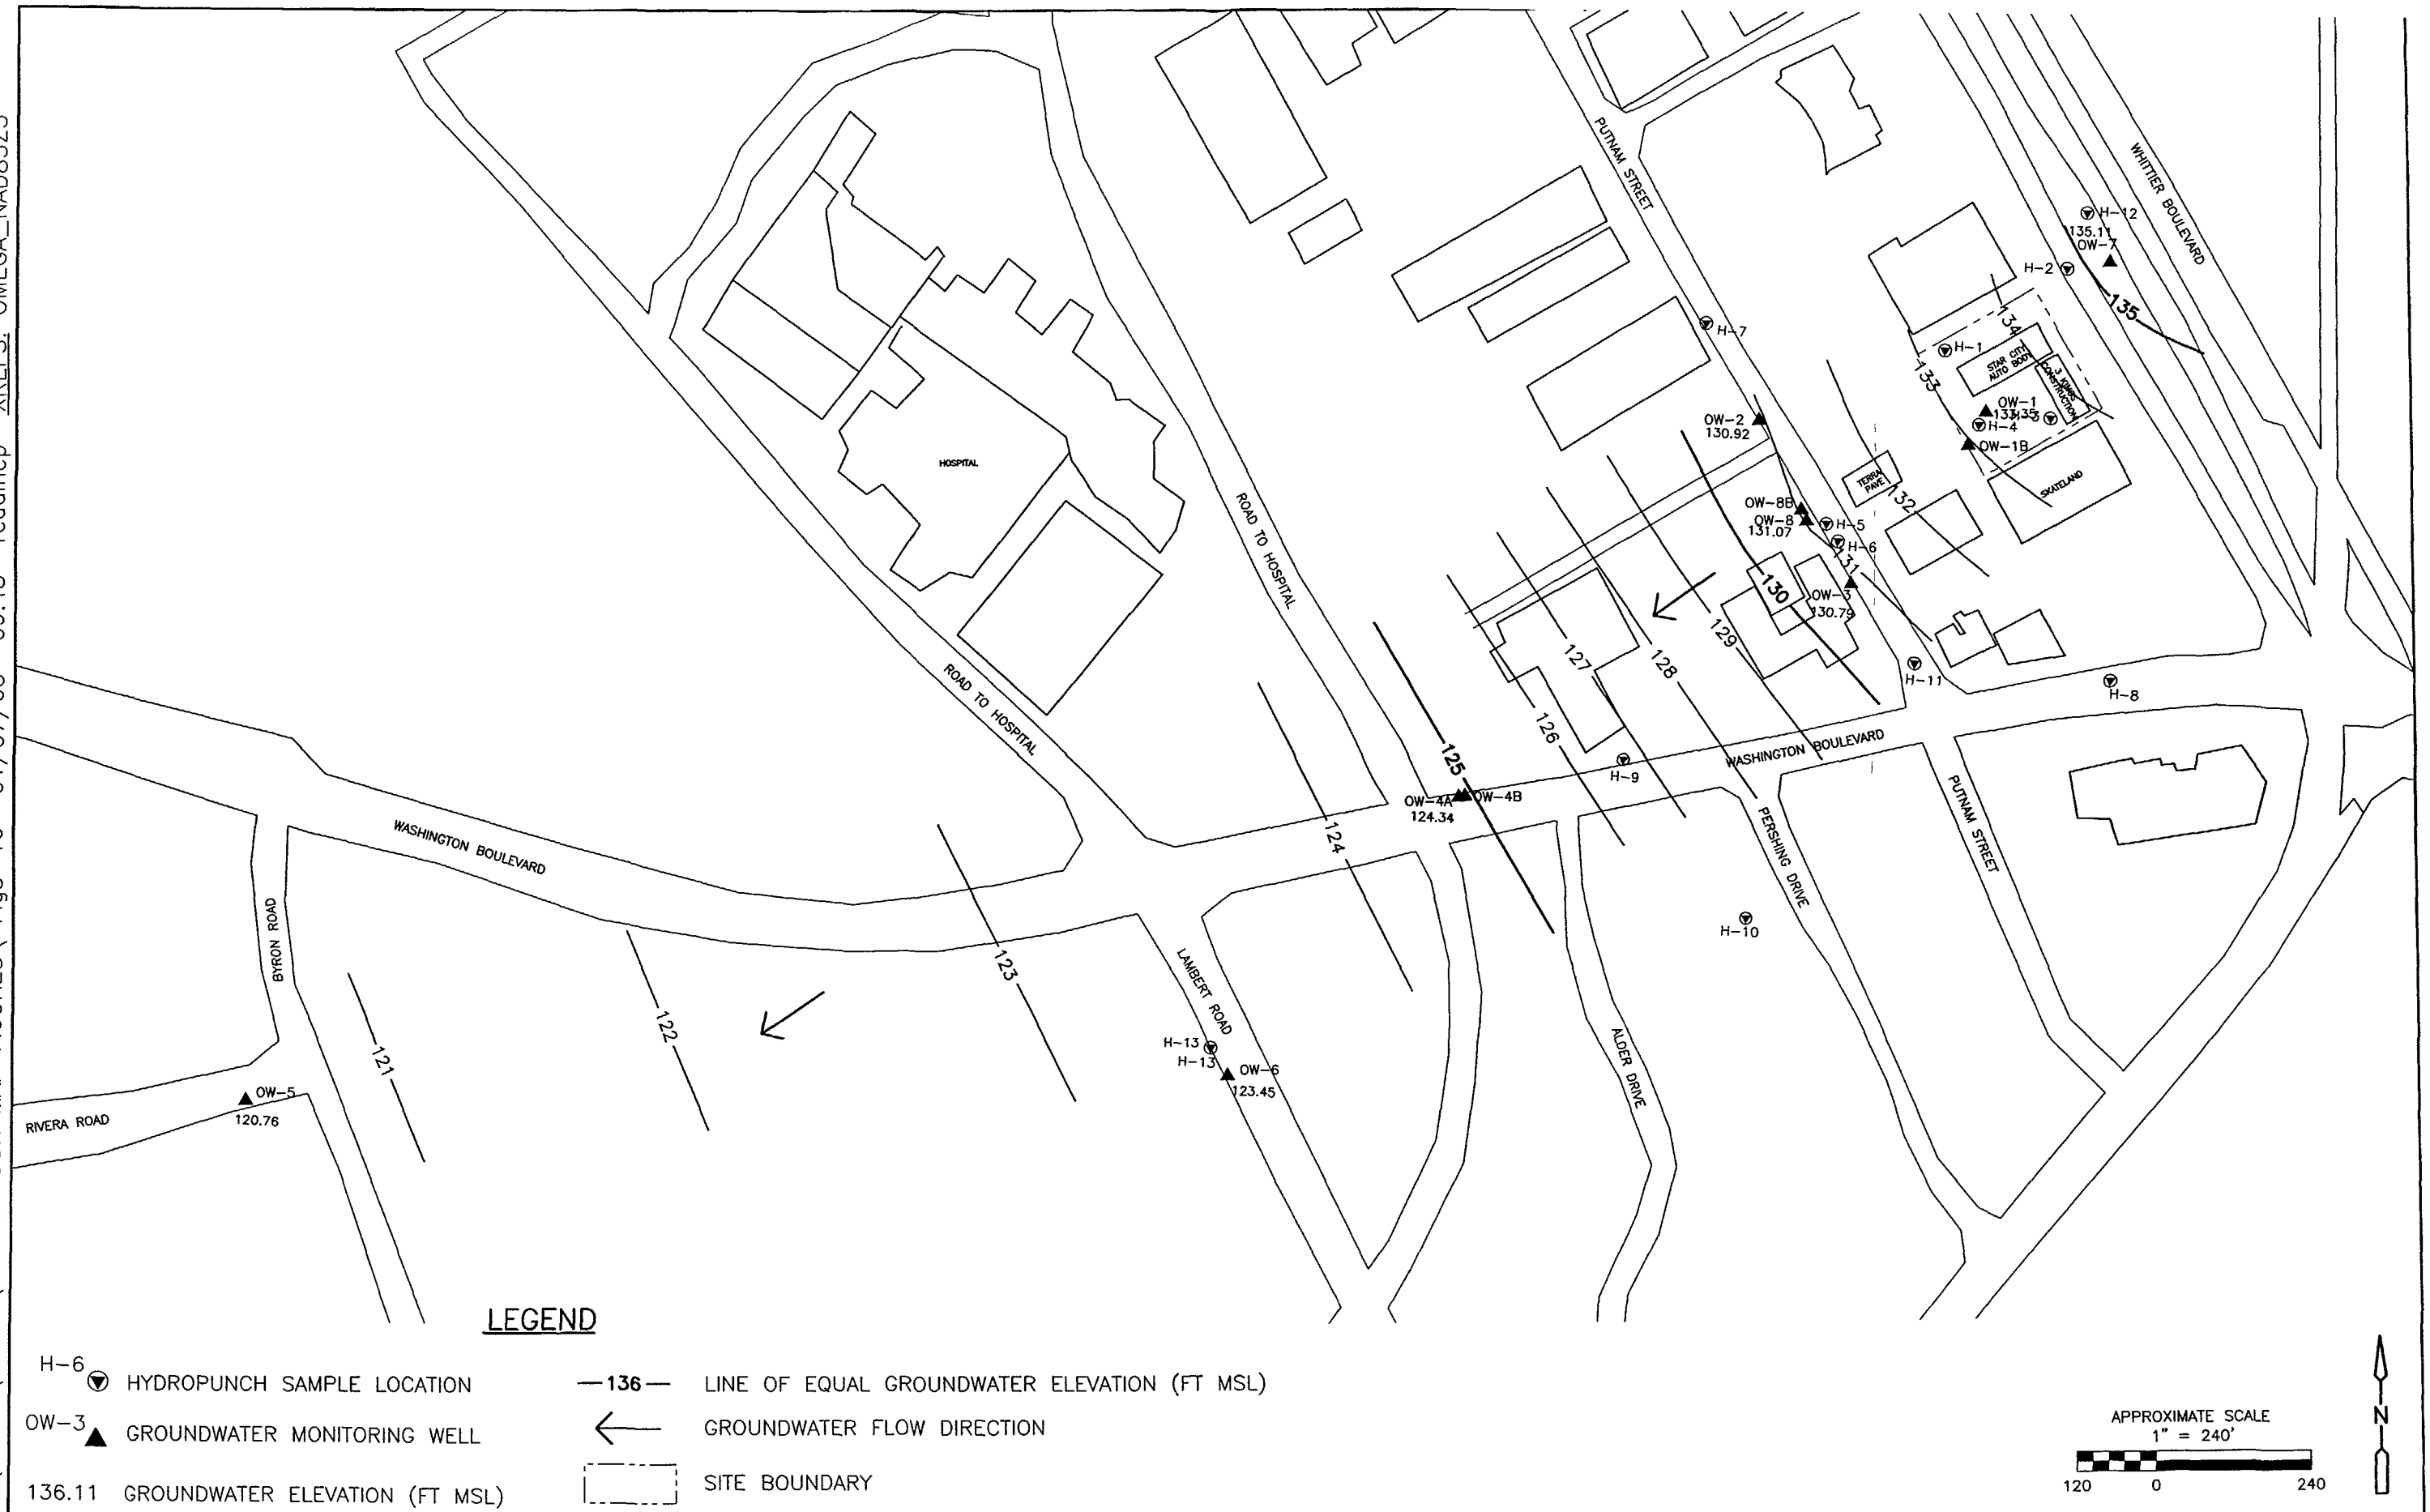 PUTNAM STREET
WHITTIER BOULEVARD
H-12
135.11
OW-7
H-2
135
134
H-7
H-1
STAR CITY
AUTO BODY
3 KINGS
CONSTRUCTION
133
OW-1
133.35
H-3
H-4
OW-1B
OW-2
130.92
HOSPITAL
TERRA
PAVE
SKATELAND
132
ROAD TO HOSPITAL
OW-8B
OW-8
131.07
H-5
H-6
131
130
OW-3
130.79
129
128
127
126
125
124
ROAD TO HOSPITAL
H-11
H-8
WASHINGTON BOULEVARD
H-9
OW-4A
OW-4B
124.34
PUTNAM STREET
PERSHING DRIVE
WASHINGTON BOULEVARD
BYRON ROAD
H-10
123
LAMBERT ROAD
122
121
H-13
H-13
OW-6
123.45
ALDER DRIVE
OW-5
120.76
RIVERA ROAD
LEGEND
H-6
HYDROPUNCH SAMPLE LOCATION
OW-3
GROUNDWATER MONITORING WELL
136.11 GROUNDWATER ELEVATION (FT MSL)
—136— LINE OF EQUAL GROUNDWATER ELEVATION (FT MSL)
GROUNDWATER FLOW DIRECTION
SITE BOUNDARY
APPROXIMATE SCALE
1" = 240'
120 0 240
N